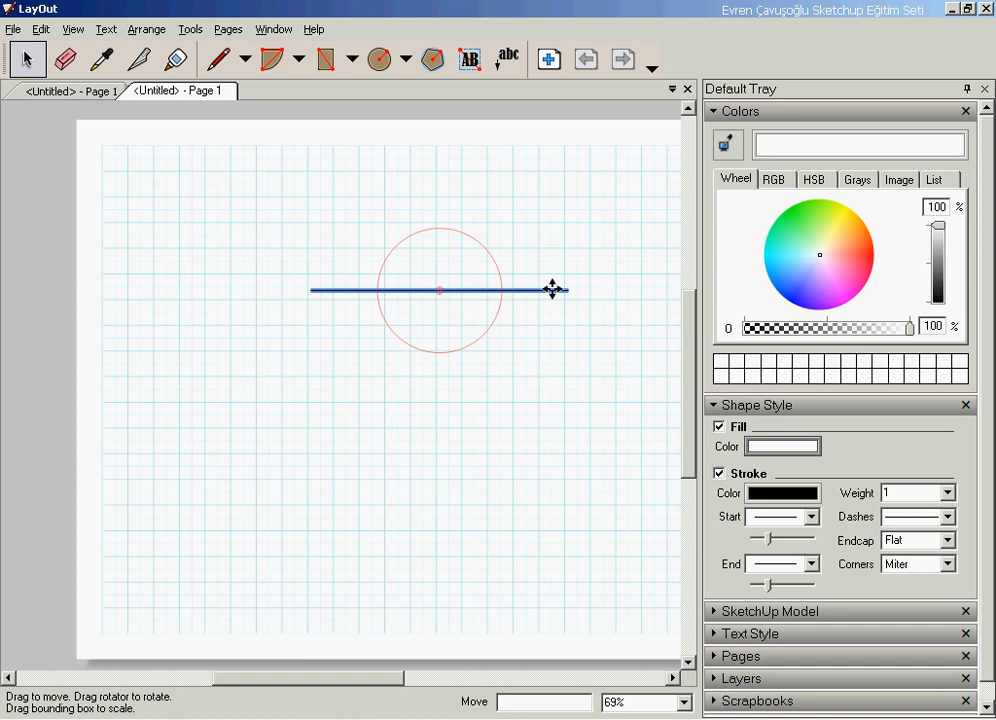 LayOut
Evren Çavuşoğlu Sketchup Eğitim Seti
File Edit View Text Arrange Tools Pages Window Help
AB abc
<Untitled> - Page 1 <Untitled> - Page 1
Default Tray
Colors
Wheel RGB HSB Grays Image List
100 %
0 100 %
Shape Style
Fill
Color
Stroke
Color Weight 1
Start Dashes
Endcap Flat
End Corners Miter
SketchUp Model
Text Style
Pages
Layers
Scrapbooks
Drag to move. Drag rotator to rotate.
Drag bounding box to scale.
Move 69%